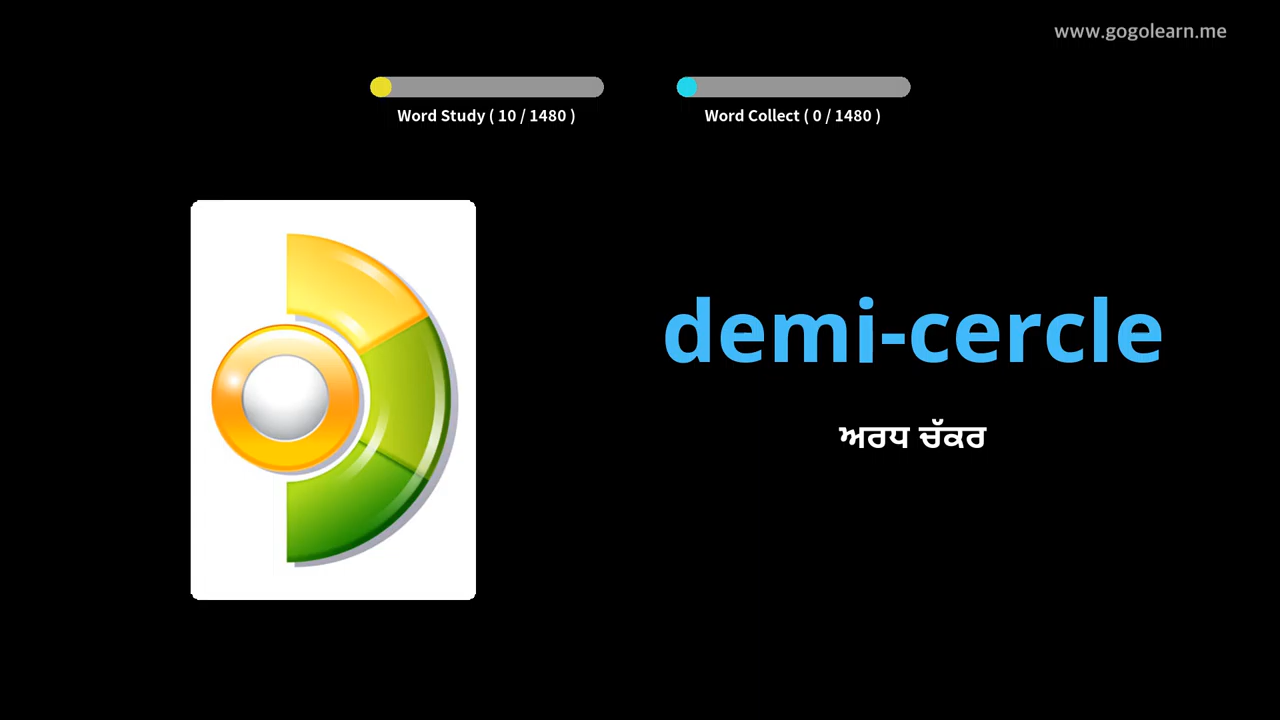 www.gogolearn.me
Word Study ( 10 / 1480 )
Word Collect ( 0 / 1480 )
demi-cercle
ਅਰਧ ਚੱਕਰ